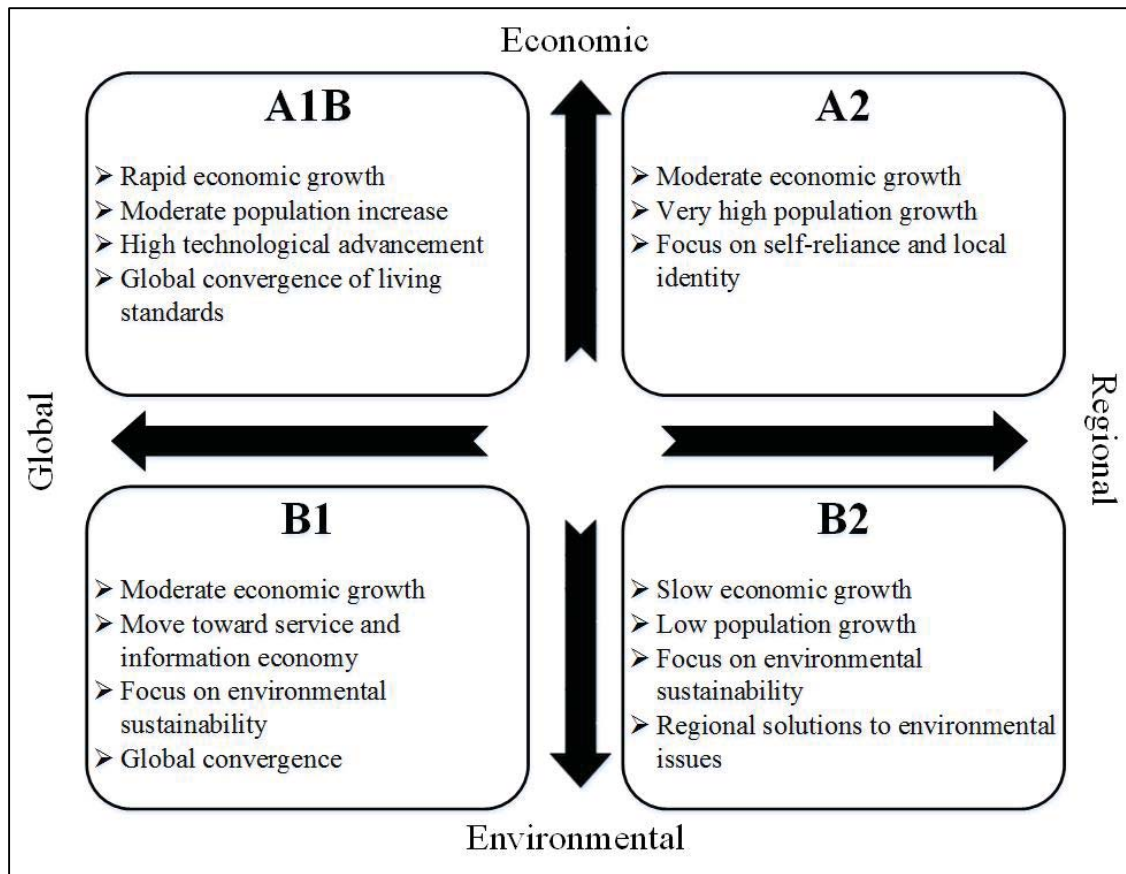 Economic
A1B
➢ Rapid economic growth
➢ Moderate population increase
➢ High technological advancement
➢ Global convergence of living
standards
A2
➢ Moderate economic growth
➢ Very high population growth
➢ Focus on self-reliance and local
identity
Global
Regional
B1
➢ Moderate economic growth
➢ Move toward service and
information economy
➢ Focus on environmental
sustainability
➢ Global convergence
B2
➢ Slow economic growth
➢ Low population growth
➢ Focus on environmental
sustainability
➢ Regional solutions to environmental
issues
Environmental